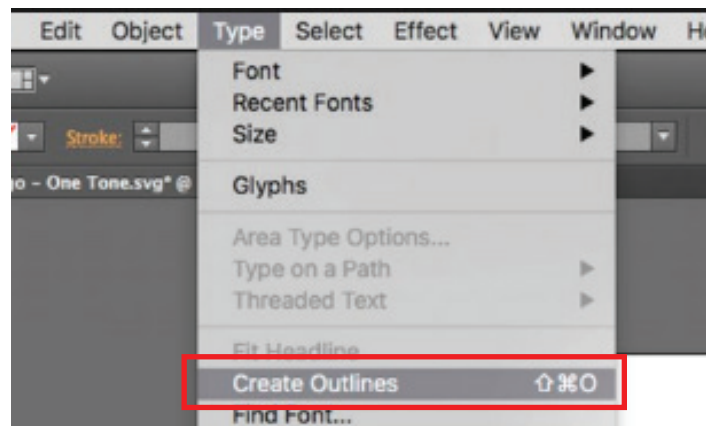 Edit Object Type Select Effect View Window
Font
Recent Fonts
Size
Stroke:
– One Tone.svg* @
Glyphs
Area Type Options...
Type on a Path
Threaded Text
Fit Headline
Create Outlines ⇧⌘O
Find Font...